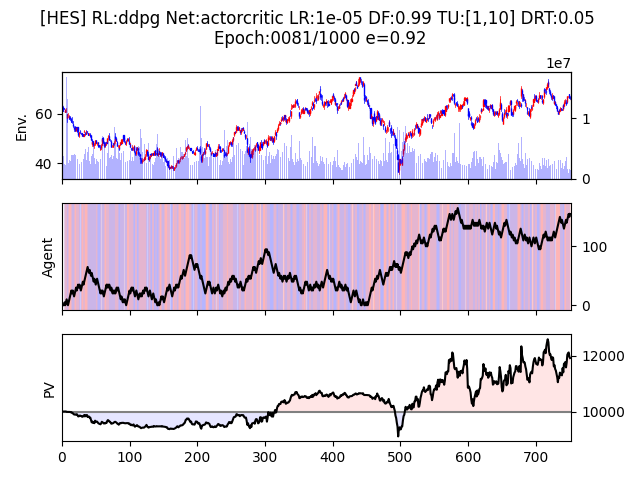 [HES] RL:ddpg Net:actorcritic LR:1e-05 DF:0.99 TU:[1,10] DRT:0.05
Epoch:0081/1000 e=0.92
1e7
Env.
60
40
1
0
Agent
100
0
PV
12000
10000
0 100 200 300 400 500 600 700